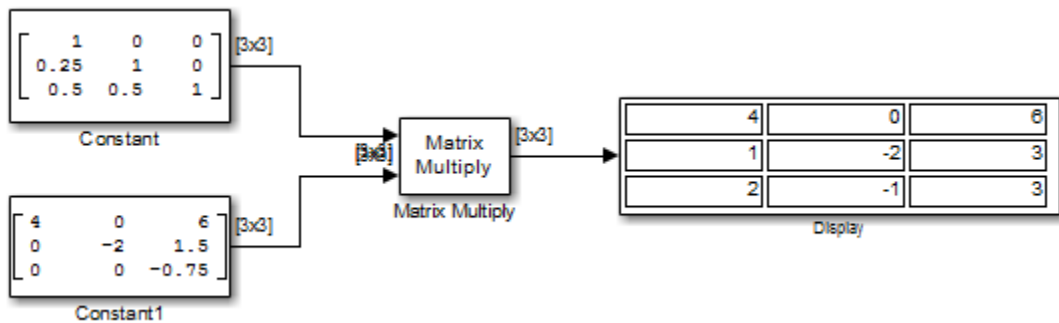 1 0 0
0.25 1 0
0.5 0.5 1
[3x3]
Constant
4 0 6
0 -2 1.5
0 0 -0.75
[3x3]
Constant1
Matrix
Multiply
Matrix Multiply
[3x3]
4 0 6
1 -2 3
2 -1 3
Display